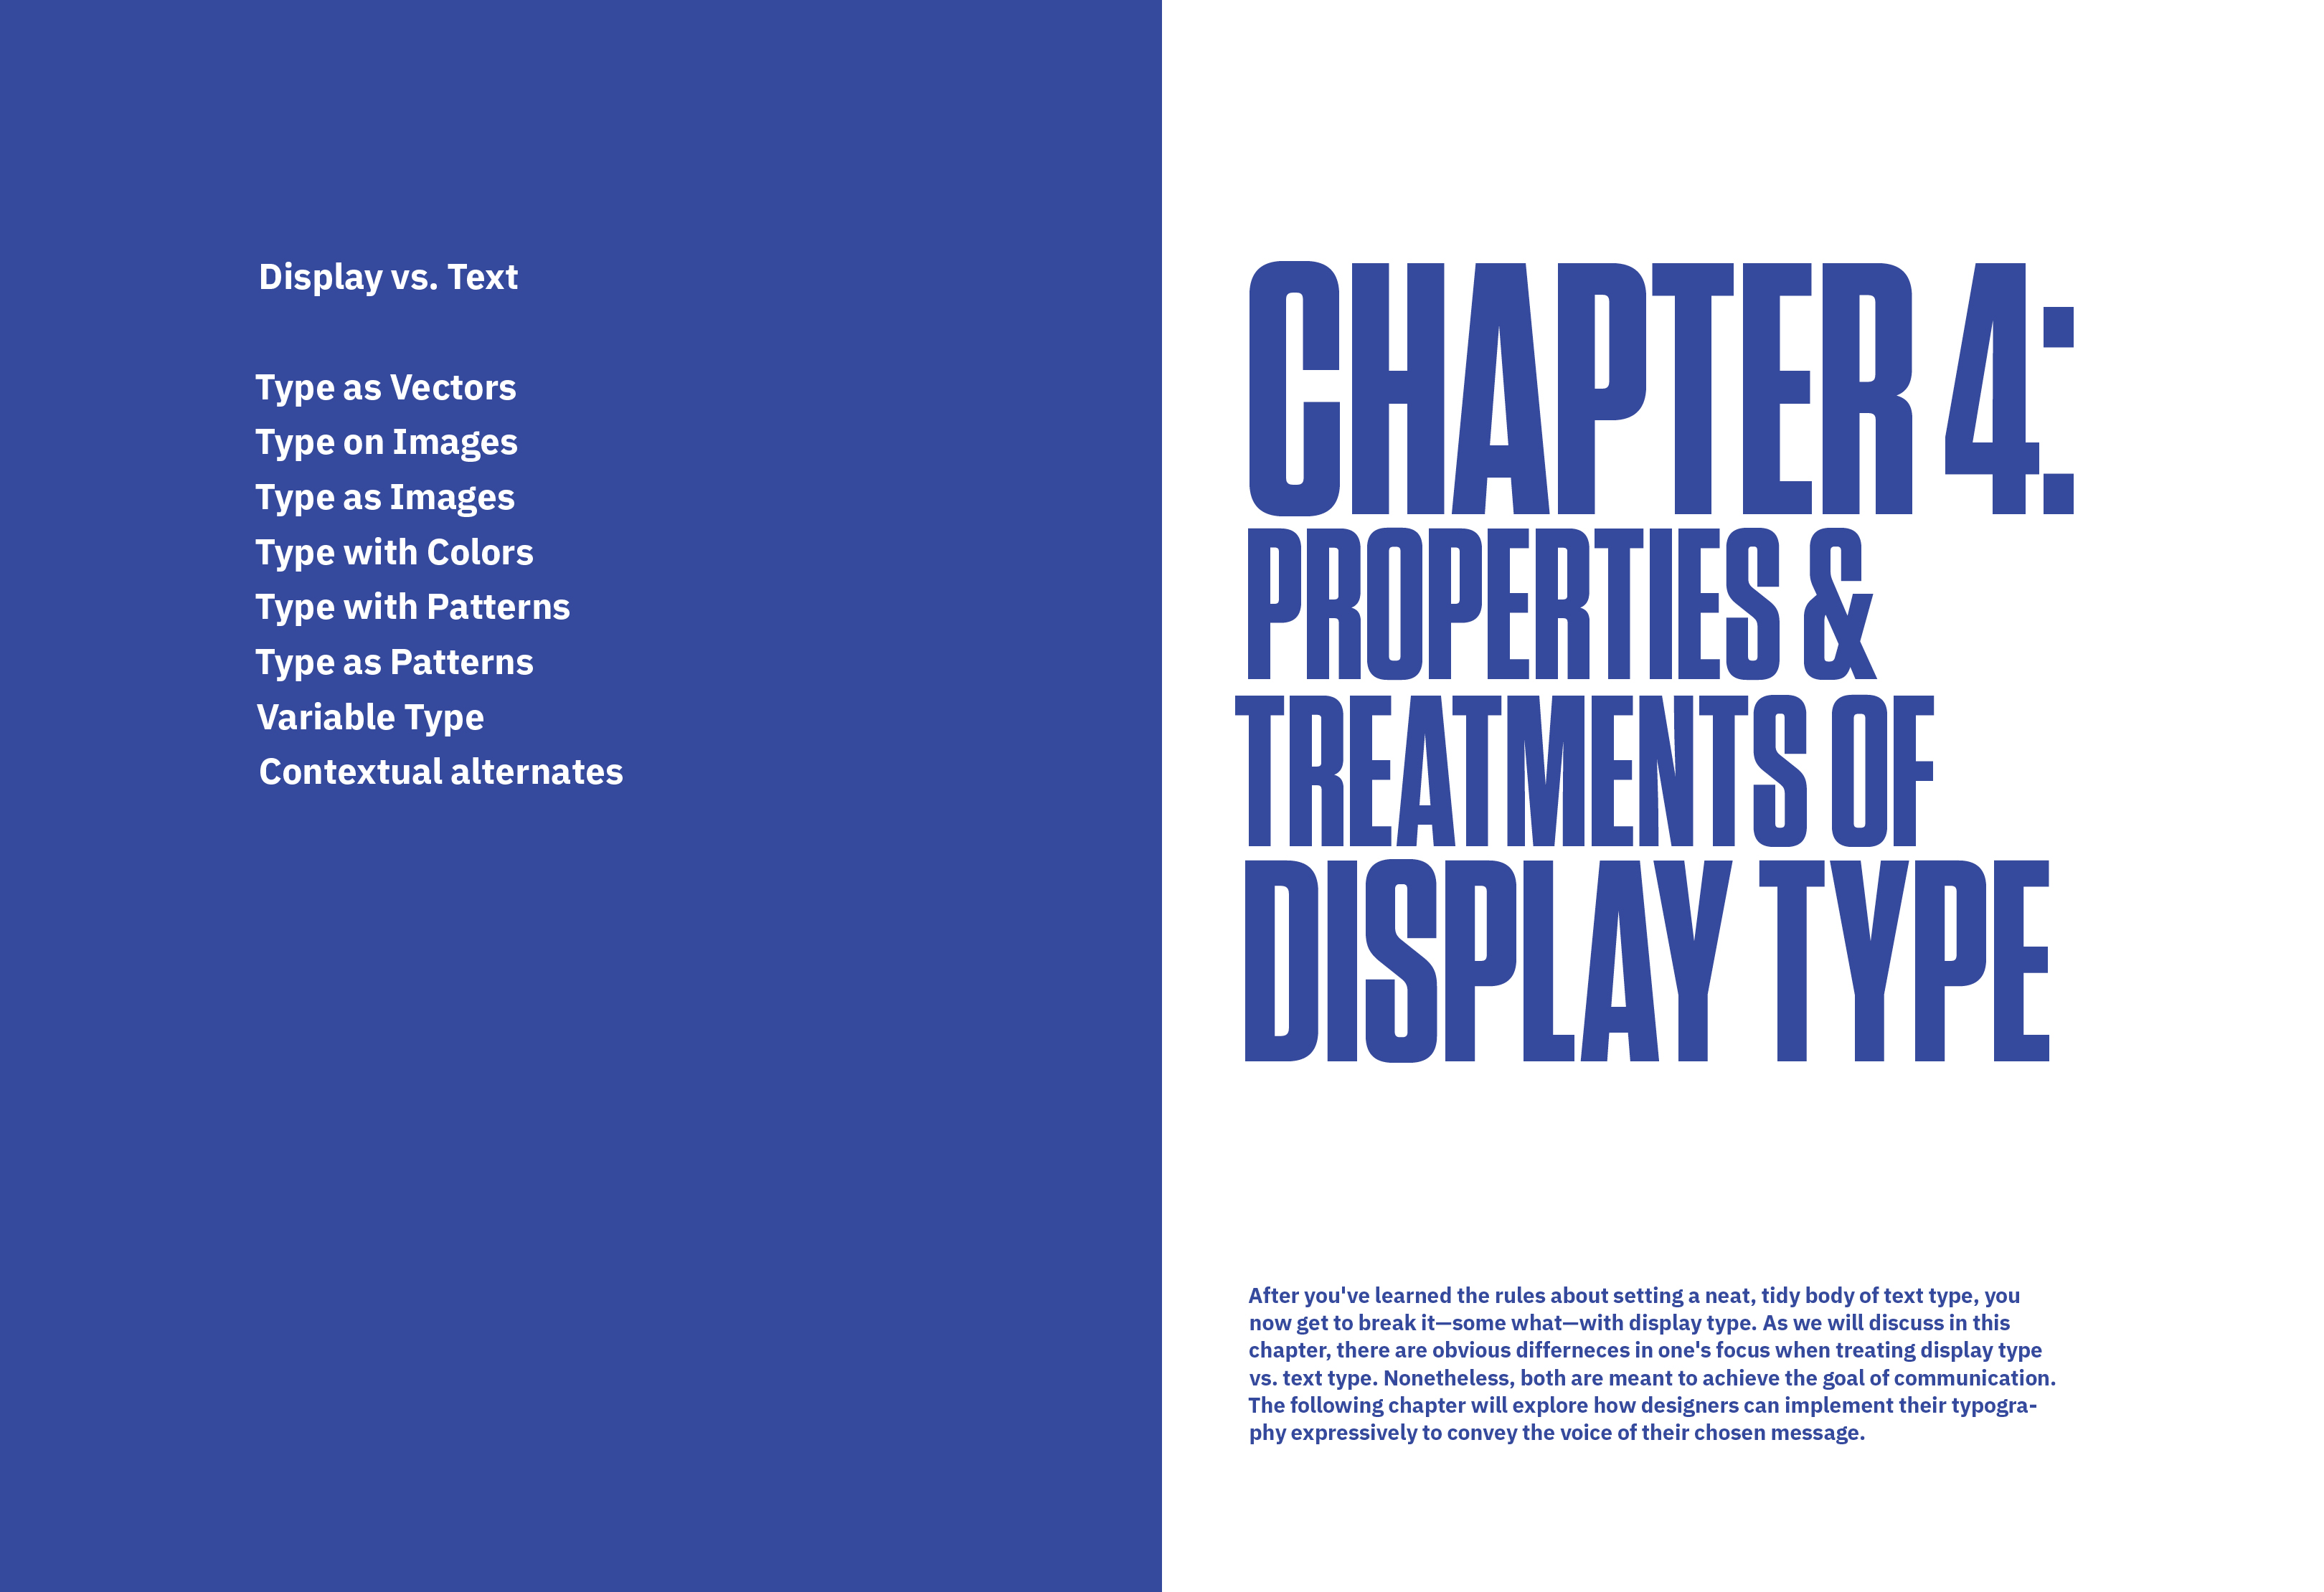 Display vs. Text
Type as Vectors
Type on Images
Type as Images
Type with Colors
Type with Patterns
Type as Patterns
Variable Type
Contextual alternates
CHAPTER 4:
PROPERTIES &
TREATMENTS OF
DISPLAY TYPE
After you've learned the rules about setting a neat, tidy body of text type, you
now get to break it—some what—with display type. As we will discuss in this
chapter, there are obvious differneces in one's focus when treating display type
vs. text type. Nonetheless, both are meant to achieve the goal of communication.
The following chapter will explore how designers can implement their typogra-
phy expressively to convey the voice of their chosen message.